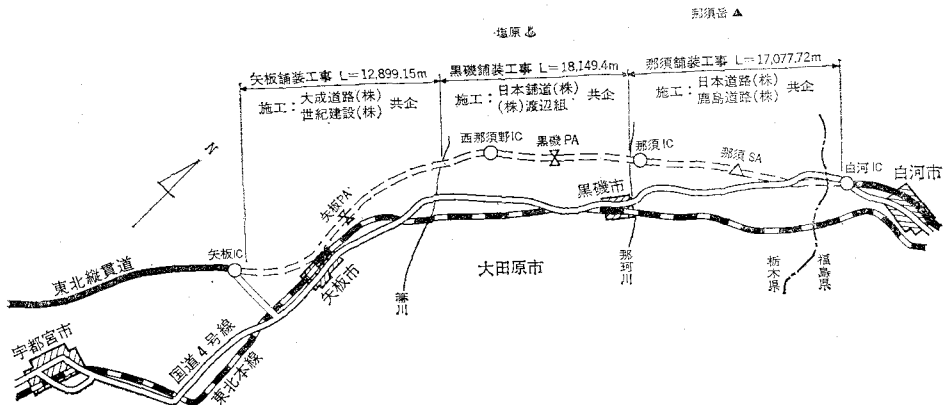 那須岳
塩原
矢板舗装工事 L=12,899.15m
黒磯舗装工事 L=18,149.4m
那須舗装工事 L=17,077.72m
施工:大成道路(株)
世紀建設(株)
共企
施工:日本舗道(株)
(株)渡辺組
共企
施工:日本道路(株)
鹿島道路(株)
共企
N
西那須野IC
黒磯PA
那須IC
那須SA
白河IC
白河市
矢板PA
黒磯市
矢板IC
東北縦貫道
矢板市
箒川
大田原市
那珂川
栃木県
福島県
宇都宮市
国道4号線
東北本線